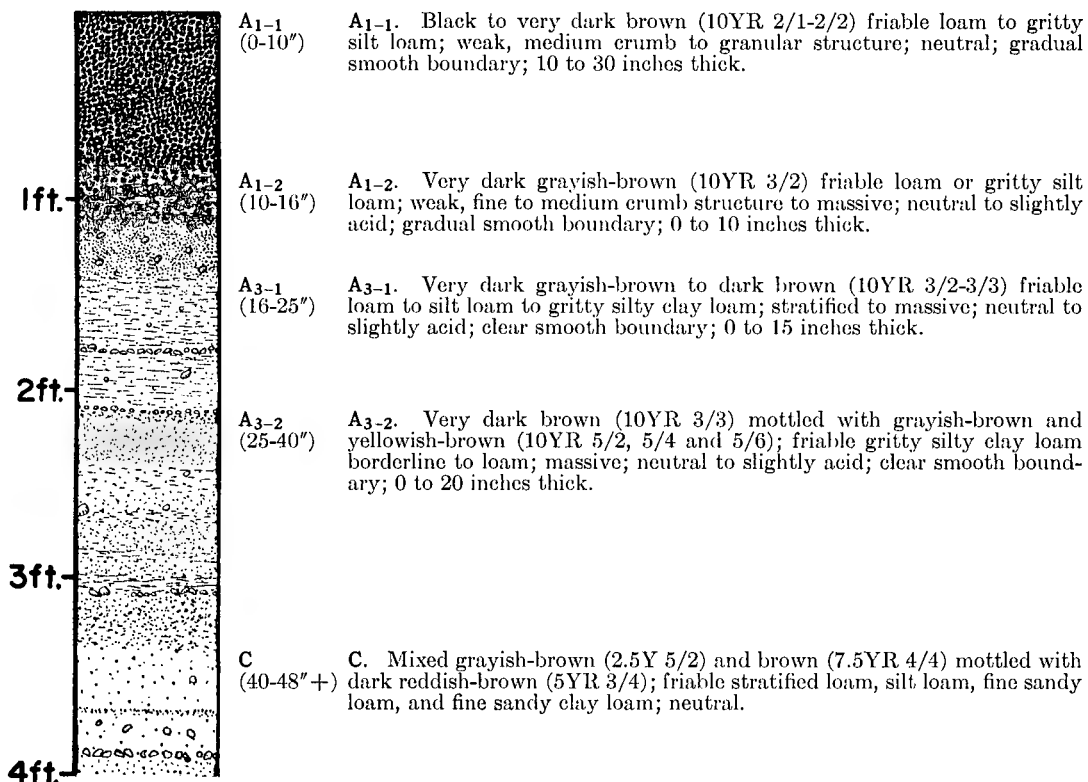 A1-1
(0-10″)
A1-1. Black to very dark brown (10YR 2/1-2/2) friable loam to gritty
silt loam; weak, medium crumb to granular structure; neutral; gradual
smooth boundary; 10 to 30 inches thick.
1ft.
A1-2
(10-16″)
A1-2. Very dark grayish-brown (10YR 3/2) friable loam or gritty silt
loam; weak, fine to medium crumb structure to massive; neutral to slightly
acid; gradual smooth boundary; 0 to 10 inches thick.
A3-1
(16-25″)
A3-1. Very dark grayish-brown to dark brown (10YR 3/2-3/3) friable
loam to silt loam to gritty silty clay loam; stratified to massive; neutral to
slightly acid; clear smooth boundary; 0 to 15 inches thick.
2ft.
A3-2
(25-40″)
A3-2. Very dark brown (10YR 3/3) mottled with grayish-brown and
yellowish-brown (10YR 5/2, 5/4 and 5/6); friable gritty silty clay loam
borderline to loam; massive; neutral to slightly acid; clear smooth bound-
ary; 0 to 20 inches thick.
3ft.
C
(40-48″+)
C. Mixed grayish-brown (2.5Y 5/2) and brown (7.5YR 4/4) mottled with
dark reddish-brown (5YR 3/4); friable stratified loam, silt loam, fine sandy
loam, and fine sandy clay loam; neutral.
4ft.